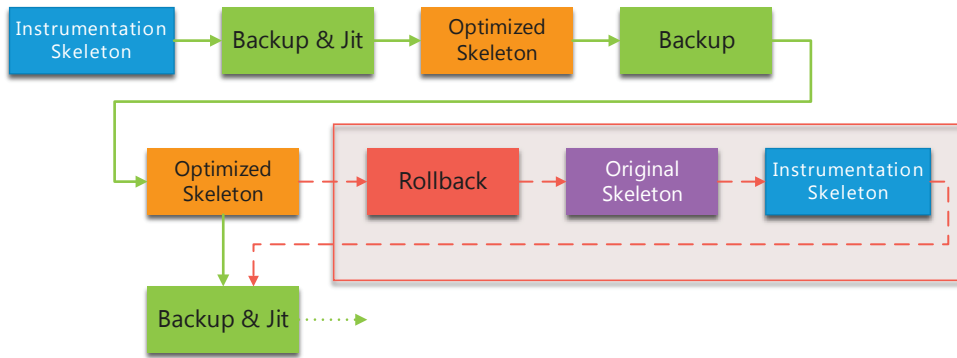 Instrumentation
Skeleton
Backup & Jit
Optimized
Skeleton
Backup
Optimized
Skeleton
Rollback
Original
Skeleton
Instrumentation
Skeleton
Backup & Jit